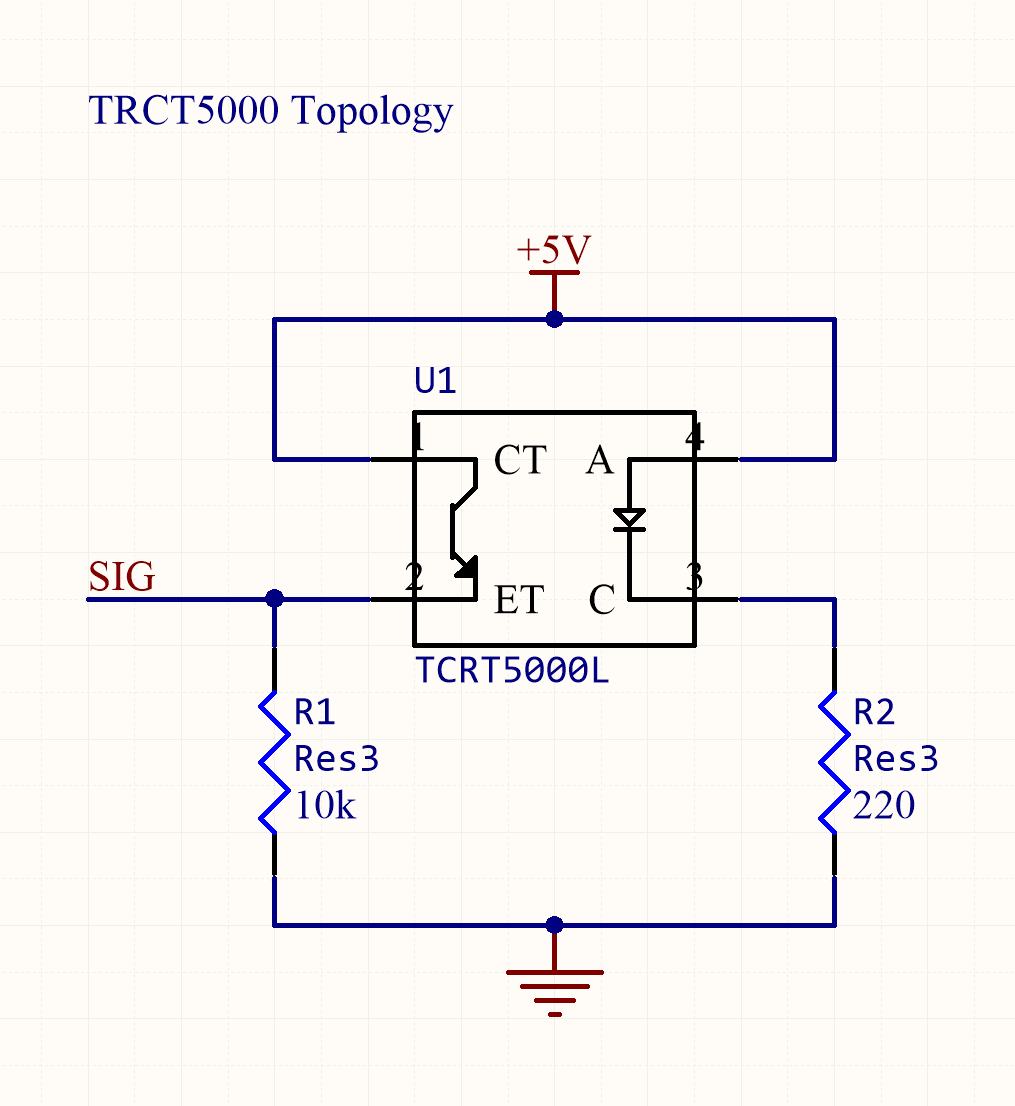 TRCT5000 Topology
+5V
U1
1
CT
A
4
SIG
2
ET
C
3
TCRT5000L
R1
Res3
10k
R2
Res3
220